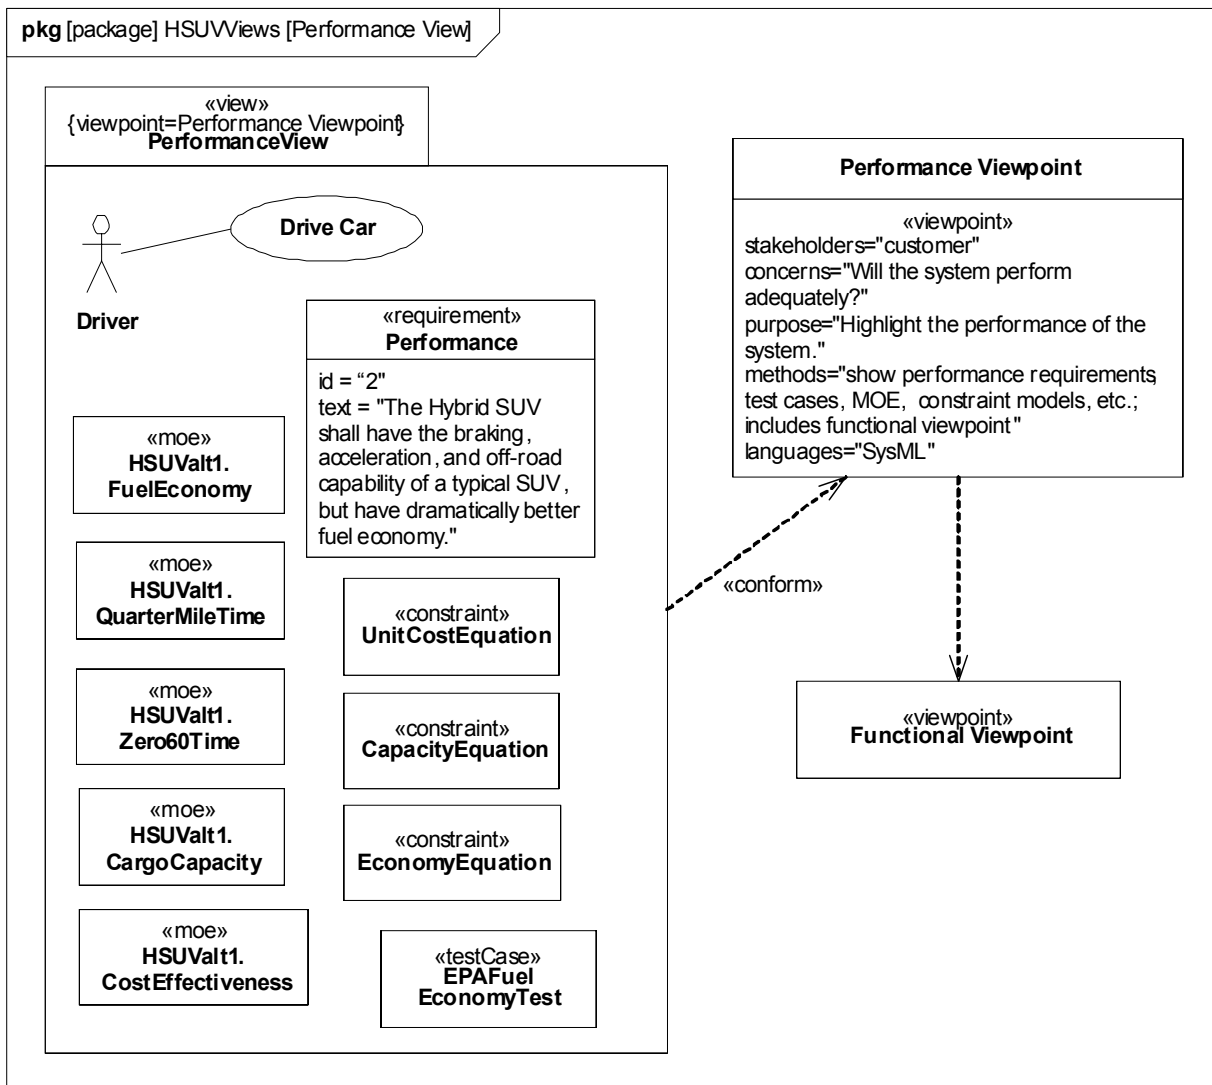 pkg [package] HSUVViews [Performance View]
«view»
{viewpoint=Performance Viewpoint}
PerformanceView
Drive Car
Driver
«requirement»
Performance
id = “2"
text = "The Hybrid SUV
shall have the braking,
acceleration, and off-road
capability of a typical SUV,
but have dramatically better
fuel economy."
«moe»
HSUValt1.
FuelEconomy
«moe»
HSUValt1.
QuarterMileTime
«moe»
HSUValt1.
Zero60Time
«moe»
HSUValt1.
CargoCapacity
«moe»
HSUValt1.
CostEffectiveness
«constraint»
UnitCostEquation
«constraint»
CapacityEquation
«constraint»
EconomyEquation
«testCase»
EPAFuel
EconomyTest
«conform»
Performance Viewpoint
«viewpoint»
stakeholders="customer"
concerns="Will the system perform
adequately?"
purpose="Highlight the performance of the
system."
methods="show performance requirements,
test cases, MOE, constraint models, etc.;
includes functional viewpoint"
languages="SysML"
«viewpoint»
Functional Viewpoint